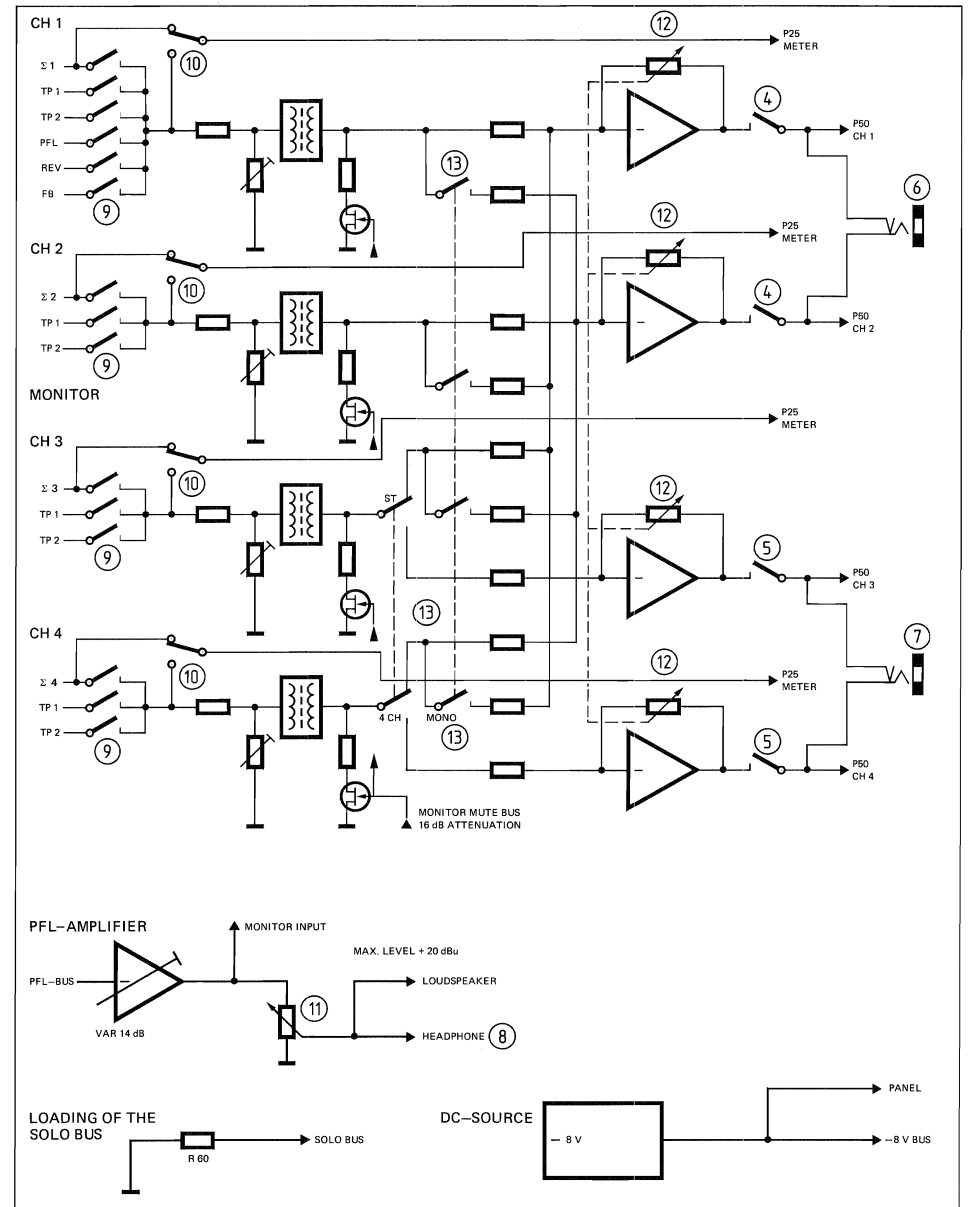 CH 1
12
P25
METER
10
Σ 1
TP 1
TP 2
PFL
REV
FB
9
4
P50
CH 1
13
6
CH 2
12
P25
METER
10
Σ 2
TP 1
TP 2
9
4
P50
CH 2
MONITOR
P25
METER
CH 3
10
Σ 3
TP 1
TP 2
9
ST
12
5
P50
CH 3
13
CH 4
7
10
12
P25
METER
Σ 4
TP 1
TP 2
9
4 CH
MONO
13
5
P50
CH 4
MONITOR MUTE BUS
16 dB ATTENUATION
PFL–AMPLIFIER
MONITOR INPUT
MAX. LEVEL + 20 dBu
PFL–BUS
–
LOUDSPEAKER
11
HEADPHONE 8
VAR 14 dB
LOADING OF THE
SOLO BUS
SOLO BUS
R 60
DC–SOURCE
– 8 V
PANEL
–8 V BUS